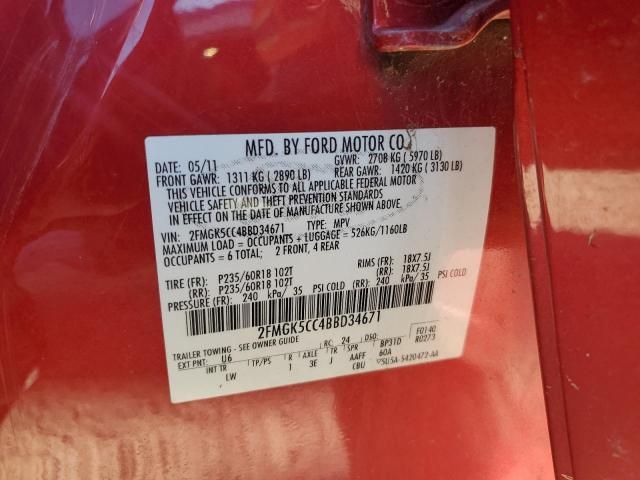 MFD. BY FORD MOTOR CO.
DATE: 05/11 GVWR: 2708 KG ( 5970 LB)
FRONT GAWR: 1311 KG ( 2890 LB) REAR GAWR: 1420 KG ( 3130 LB)
THIS VEHICLE CONFORMS TO ALL APPLICABLE FEDERAL MOTOR
VEHICLE SAFETY AND THEFT PREVENTION STANDARDS
IN EFFECT ON THE DATE OF MANUFACTURE SHOWN ABOVE.
VIN: 2FMGK5CC4BBD34671 TYPE: MPV
MAXIMUM LOAD = OCCUPANTS + LUGGAGE = 526KG/1160LB
OCCUPANTS = 6 TOTAL: 2 FRONT, 4 REAR
TIRE (FR): P235/60R18 102T RIMS (FR): 18X7.5J
(RR): P235/60R18 102T (RR): 18X7.5J
PRESSURE (FR): 240 kPa/ 35 PSI COLD (RR): 240 kPa/ 35 PSI COLD
2FMGK5CC4BBD34671
TRAILER TOWING - SEE OWNER GUIDE RC: 24 DSO: F0140
EXT PNT: U6 BP31D R0273
INT TR TP/PS R AXLE TR SPR 60A
LW 1 3E J AAFF
CBU 5U5A-5420472-AA